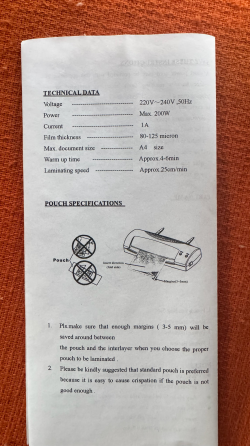 TECHNICAL DATA
Voltage ---------------------- 220V～240V ,50Hz
Power ---------------------- Max. 200W
Current ---------------------- 1A
Film thickness ----------------- 80-125 micron
Max. document size ------------ A4 size
Warm up time --------------- Approx.4-6min
Laminating speed -------------- Approx.25cm/min
POUCH SPECIFICATIONS
Pouch
1. Pls.make sure that enough margins ( 3-5 mm) will be
saved around between
the pouch and the interlayer when you choose the proper
pouch to be laminated .
2. Please be kindly suggested that standard pouch is preferred
because it is easy to cause crispation if the pouch is not
good enough .